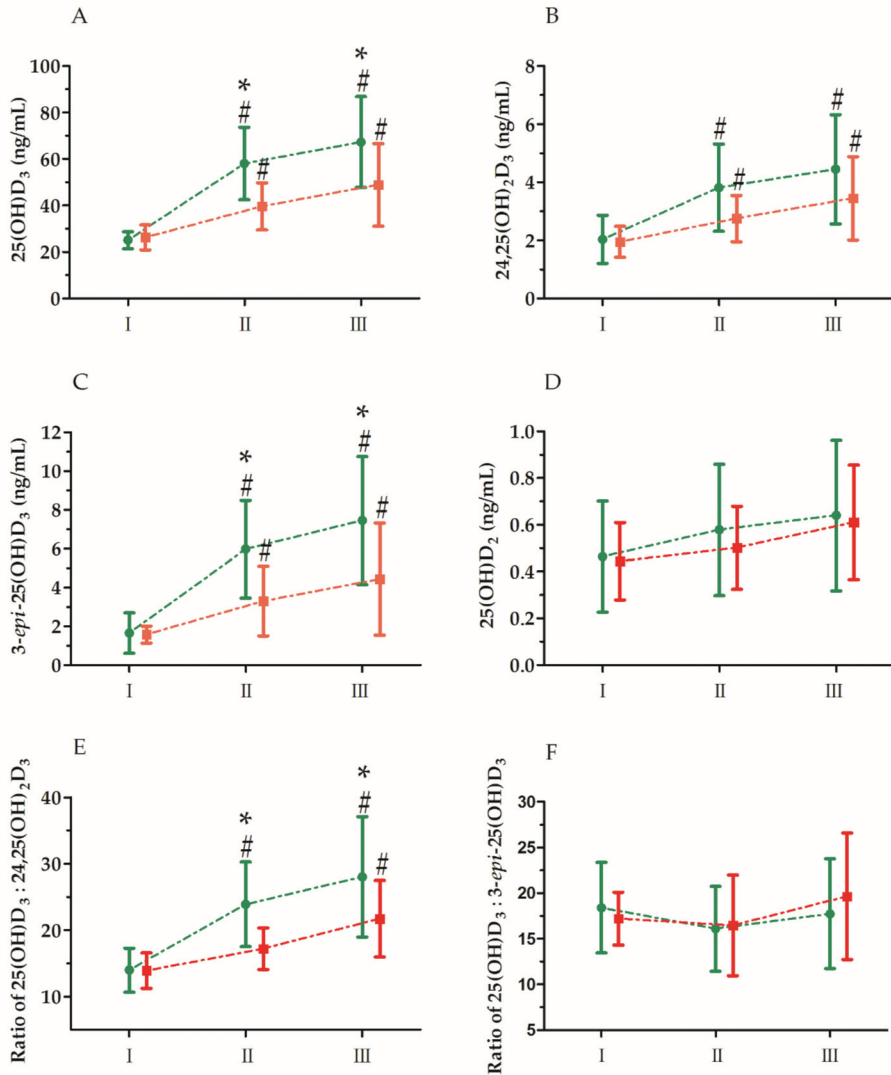 A
25(OH)D₃ (ng/mL)
100
80
60
40
20
0
* #
#
* #
#
I II III
B
24,25(OH)₂D₃ (ng/mL)
8
6
4
2
0
#
#
#
#
I II III
C
3-epi-25(OH)D₃ (ng/mL)
12
10
8
6
4
2
0
* #
#
* #
#
I II III
D
25(OH)D₂ (ng/mL)
1.0
0.8
0.6
0.4
0.2
0.0
I II III
E
Ratio of 25(OH)D₃ : 24,25(OH)₂D₃
40
30
20
10
* #
* #
#
I II III
F
Ratio of 25(OH)D₃ : 3-epi-25(OH)D₃
30
25
20
15
10
5
I II III